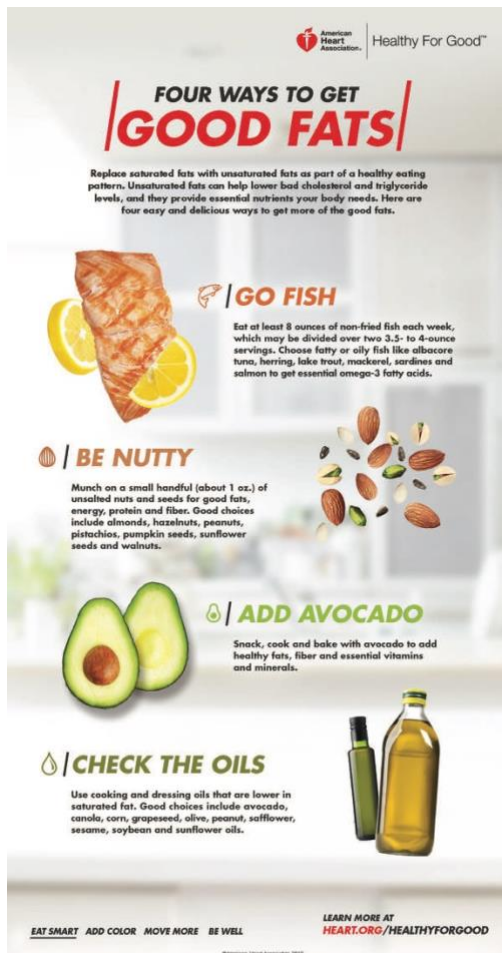 American
Heart
Association.
Healthy For Good™
FOUR WAYS TO GET
GOOD FATS
Replace saturated fats with unsaturated fats as part of a healthy eating
pattern. Unsaturated fats can help lower bad cholesterol and triglyceride
levels, and they provide essential nutrients your body needs. Here are
four easy and delicious ways to get more of the good fats.
GO FISH
Eat at least 8 ounces of non-fried fish each week,
which may be divided over two 3.5- to 4-ounce
servings. Choose fatty or oily fish like albacore
tuna, herring, lake trout, mackerel, sardines and
salmon to get essential omega-3 fatty acids.
BE NUTTY
Munch on a small handful (about 1 oz.) of
unsalted nuts and seeds for good fats,
energy, protein and fiber. Good choices
include almonds, hazelnuts, peanuts,
pistachios, pumpkin seeds, sunflower
seeds and walnuts.
ADD AVOCADO
Snack, cook and bake with avocado to add
healthy fats, fiber and essential vitamins
and minerals.
CHECK THE OILS
Use cooking and dressing oils that are lower in
saturated fat. Good choices include avocado,
canola, corn, grapeseed, olive, peanut, safflower,
sesame, soybean and sunflower oils.
EAT SMART ADD COLOR MOVE MORE BE WELL
LEARN MORE AT
HEART.ORG/HEALTHYFORGOOD